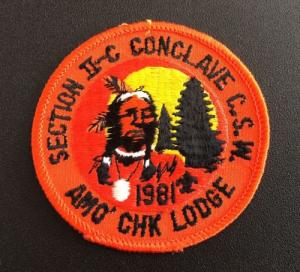 SECTION II-C CONCLAVE C.S.W.
1981
AMO' CHK LODGE